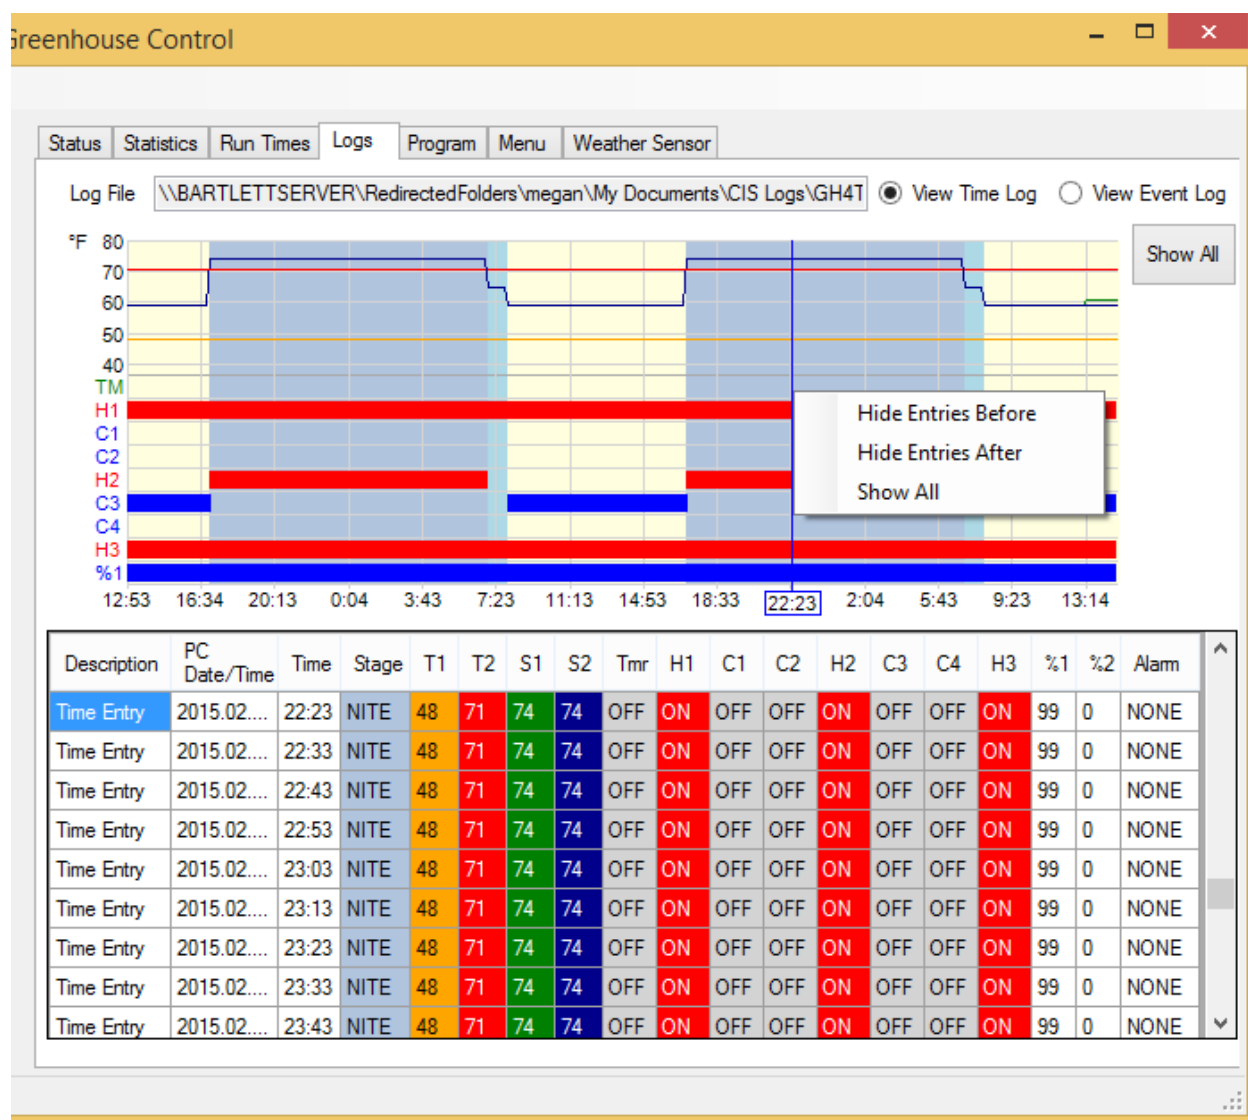 Greenhouse Control
Status Statistics Run Times Logs Program Menu Weather Sensor
Log File \\BARTLETTSERVER\RedirectedFolders\megan\My Documents\CIS Logs\GH4T View Time Log View Event Log
Show All
°F 80
70
60
50
40
TM
H1
C1
C2
H2
C3
C4
H3
%1
Hide Entries Before
Hide Entries After
Show All
12:53 16:34 20:13 0:04 3:43 7:23 11:13 14:53 18:33 22:23 2:04 5:43 9:23 13:14
Description PC Date/Time Time Stage T1 T2 S1 S2 Tmr H1 C1 C2 H2 C3 C4 H3 %1 %2 Alarm
Time Entry 2015.02.... 22:23 NITE 48 71 74 74 OFF ON OFF OFF ON OFF OFF ON 99 0 NONE
Time Entry 2015.02.... 22:33 NITE 48 71 74 74 OFF ON OFF OFF ON OFF OFF ON 99 0 NONE
Time Entry 2015.02.... 22:43 NITE 48 71 74 74 OFF ON OFF OFF ON OFF OFF ON 99 0 NONE
Time Entry 2015.02.... 22:53 NITE 48 71 74 74 OFF ON OFF OFF ON OFF OFF ON 99 0 NONE
Time Entry 2015.02.... 23:03 NITE 48 71 74 74 OFF ON OFF OFF ON OFF OFF ON 99 0 NONE
Time Entry 2015.02.... 23:13 NITE 48 71 74 74 OFF ON OFF OFF ON OFF OFF ON 99 0 NONE
Time Entry 2015.02.... 23:23 NITE 48 71 74 74 OFF ON OFF OFF ON OFF OFF ON 99 0 NONE
Time Entry 2015.02.... 23:33 NITE 48 71 74 74 OFF ON OFF OFF ON OFF OFF ON 99 0 NONE
Time Entry 2015.02.... 23:43 NITE 48 71 74 74 OFF ON OFF OFF ON OFF OFF ON 99 0 NONE